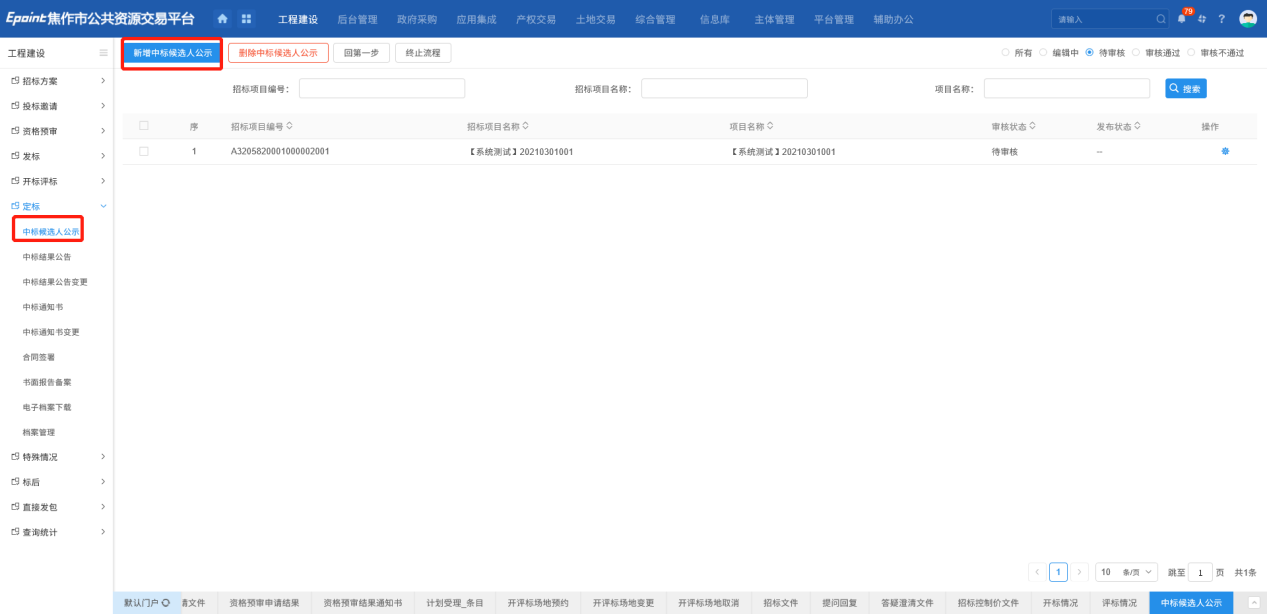 Epoint焦作市公共资源交易平台 工程建设 后台管理 政府采购 应用集成 产权交易 土地交易 综合管理 信息库 主体管理 平台管理 辅助办公 请输入 79 ?
工程建设 新增中标候选人公示 删除中标候选人公示 回第一步 终止流程 所有 编辑中 待审核 审核通过 审核不通过
招标方案
投标邀请
资格预审
发标
开标评标
定标
中标候选人公示
中标结果公告
中标结果公告变更
中标通知书
中标通知书变更
合同签署
书面报告备案
电子档案下载
档案管理
特殊情况
标后
直接发包
查询统计
招标项目编号: 招标项目名称: 项目名称: 搜索
序 招标项目编号 招标项目名称 项目名称 审核状态 发布状态 操作
1 A3205820001000002001 【系统测试】20210301001 【系统测试】20210301001 待审核 --
1 10 条/页 跳至 1 页 共1条
默认门户 请文件 资格预审申请结果 资格预审结果通知书 计划受理_条目 开评标场地预约 开评标场地变更 开评标场地取消 招标文件 提问回复 答疑澄清文件 招标控制价文件 开标情况 评标情况 中标候选人公示